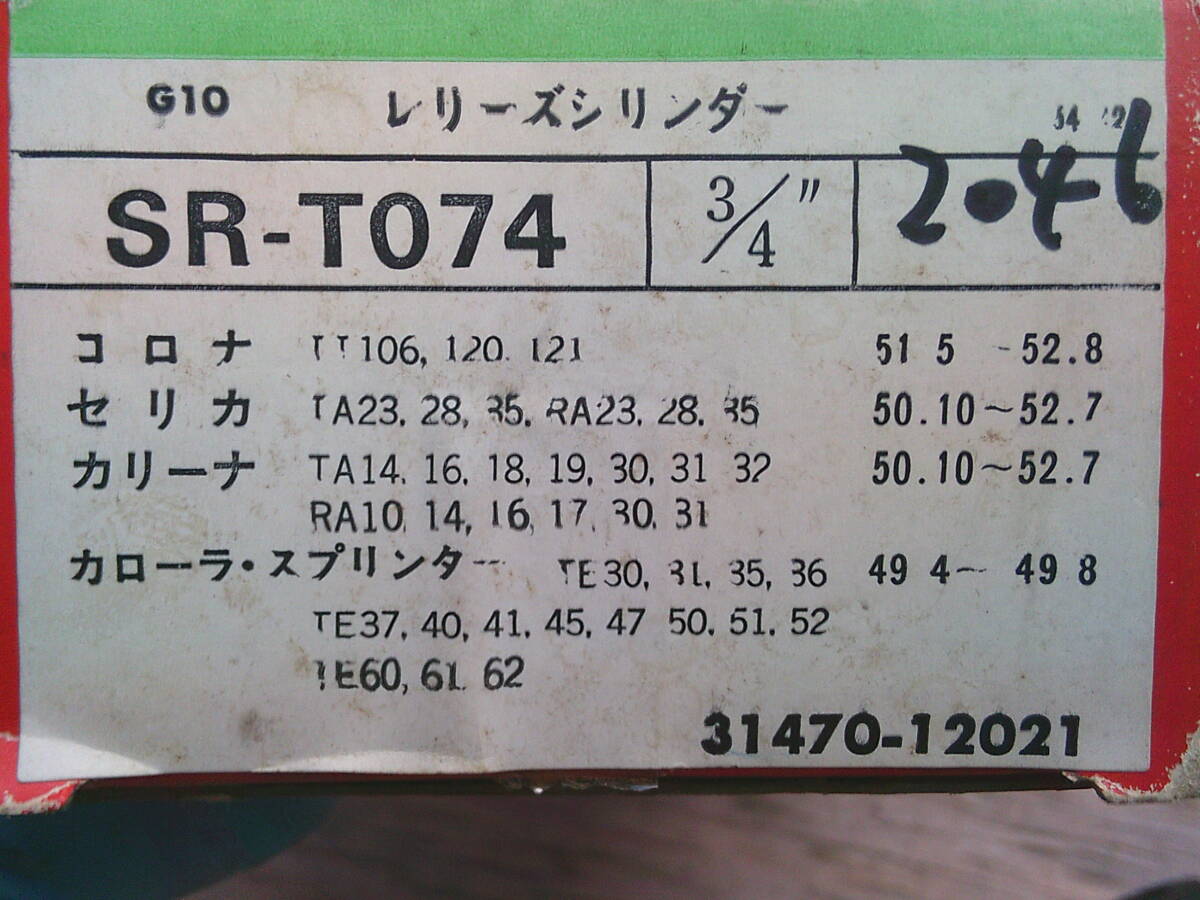 G10 レリーズシリンダー
SR-T074 3/4" 2-046
コロナ TT106, 120. 121 51 5 -52.8
セリカ TA23, 28, 35, RA23, 28, 35 50.10~52.7
カリーナ TA14. 16, 18, 19, 30, 31 32 50.10~52.7
RA10, 14, 16, 17, 30, 31
カローラ・スプリンター TE30, 31, 35, 36 49 4~ 49 8
TE37, 40, 41, 45, 47 50, 51, 52
TE60, 61, 62
31470-12021